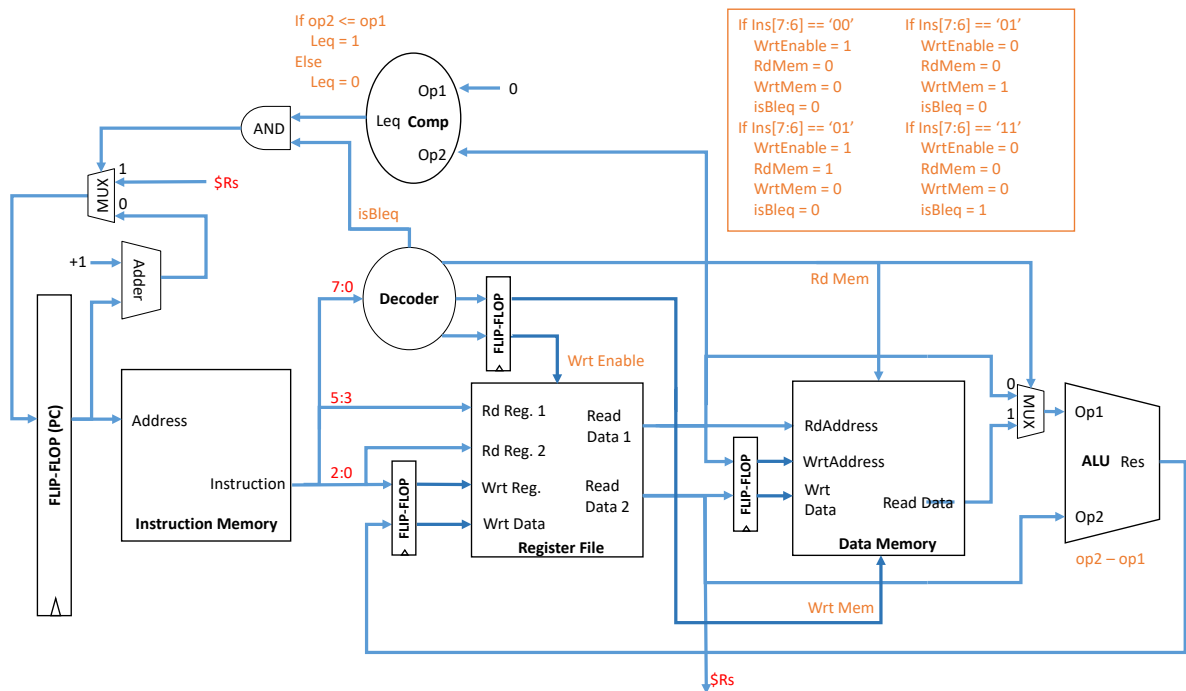 If op2 <= op1
Leq = 1
Else
Leq = 0
If Ins[7:6] == ‘00’
WrtEnable = 1
RdMem = 0
WrtMem = 0
isBleq = 0
If Ins[7:6] == ‘01’
WrtEnable = 0
RdMem = 0
WrtMem = 1
isBleq = 0
If Ins[7:6] == ‘01’
WrtEnable = 1
RdMem = 1
WrtMem = 0
isBleq = 0
If Ins[7:6] == ‘11’
WrtEnable = 0
RdMem = 0
WrtMem = 0
isBleq = 1
Op1
0
Leq Comp
Op2
AND
MUX
1
0
$Rs
isBleq
+1
Adder
7:0
Decoder
FLIP-FLOP
Rd Mem
Wrt Enable
FLIP-FLOP (PC)
Address
Instruction
Instruction Memory
5:3
2:0
FLIP-FLOP
Rd Reg. 1
Rd Reg. 2
Wrt Reg.
Wrt Data
Read
Data 1
Read
Data 2
Register File
FLIP-FLOP
RdAddress
WrtAddress
Wrt
Data
Read Data
Data Memory
Wrt Mem
0
1
MUX
Op1
ALU Res
Op2
op2 – op1
$Rs